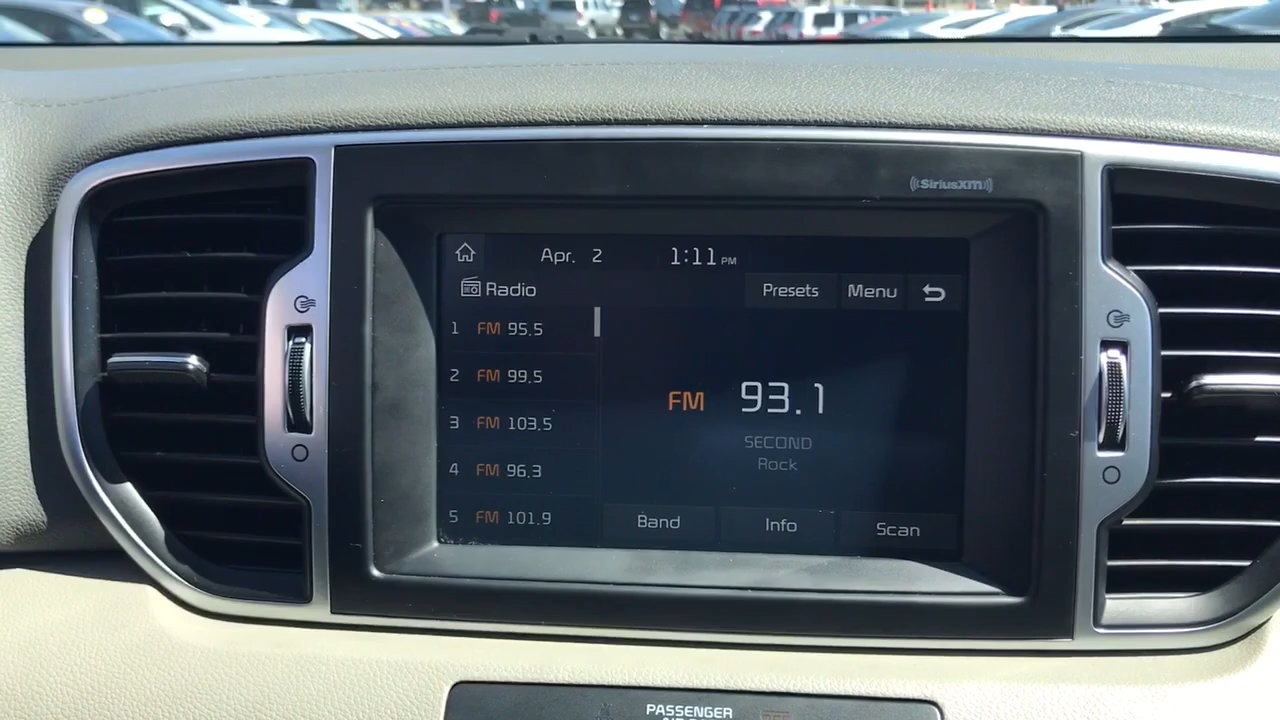 SiriusXM
Apr. 2 1:11 PM
Radio
Presets Menu
1 FM 95.5
2 FM 99.5
3 FM 103.5
4 FM 96.3
5 FM 101.9
FM 93.1
SECOND
Rock
Band Info Scan
PASSENGER